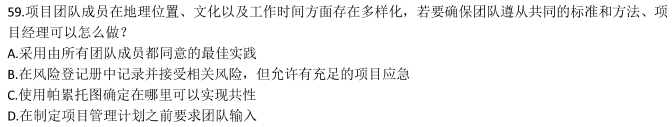 59.项目团队成员在地理位置、文化以及工作时间方面存在多样化，若要确保团队遵从共同的标准和方法、项
目经理可以怎么做？
A.采用由所有团队成员都同意的最佳实践
B.在风险登记册中记录并接受相关风险，但允许有充足的项目应急
C.使用帕累托图确定在哪里可以实现共性
D.在制定项目管理计划之前要求团队输入